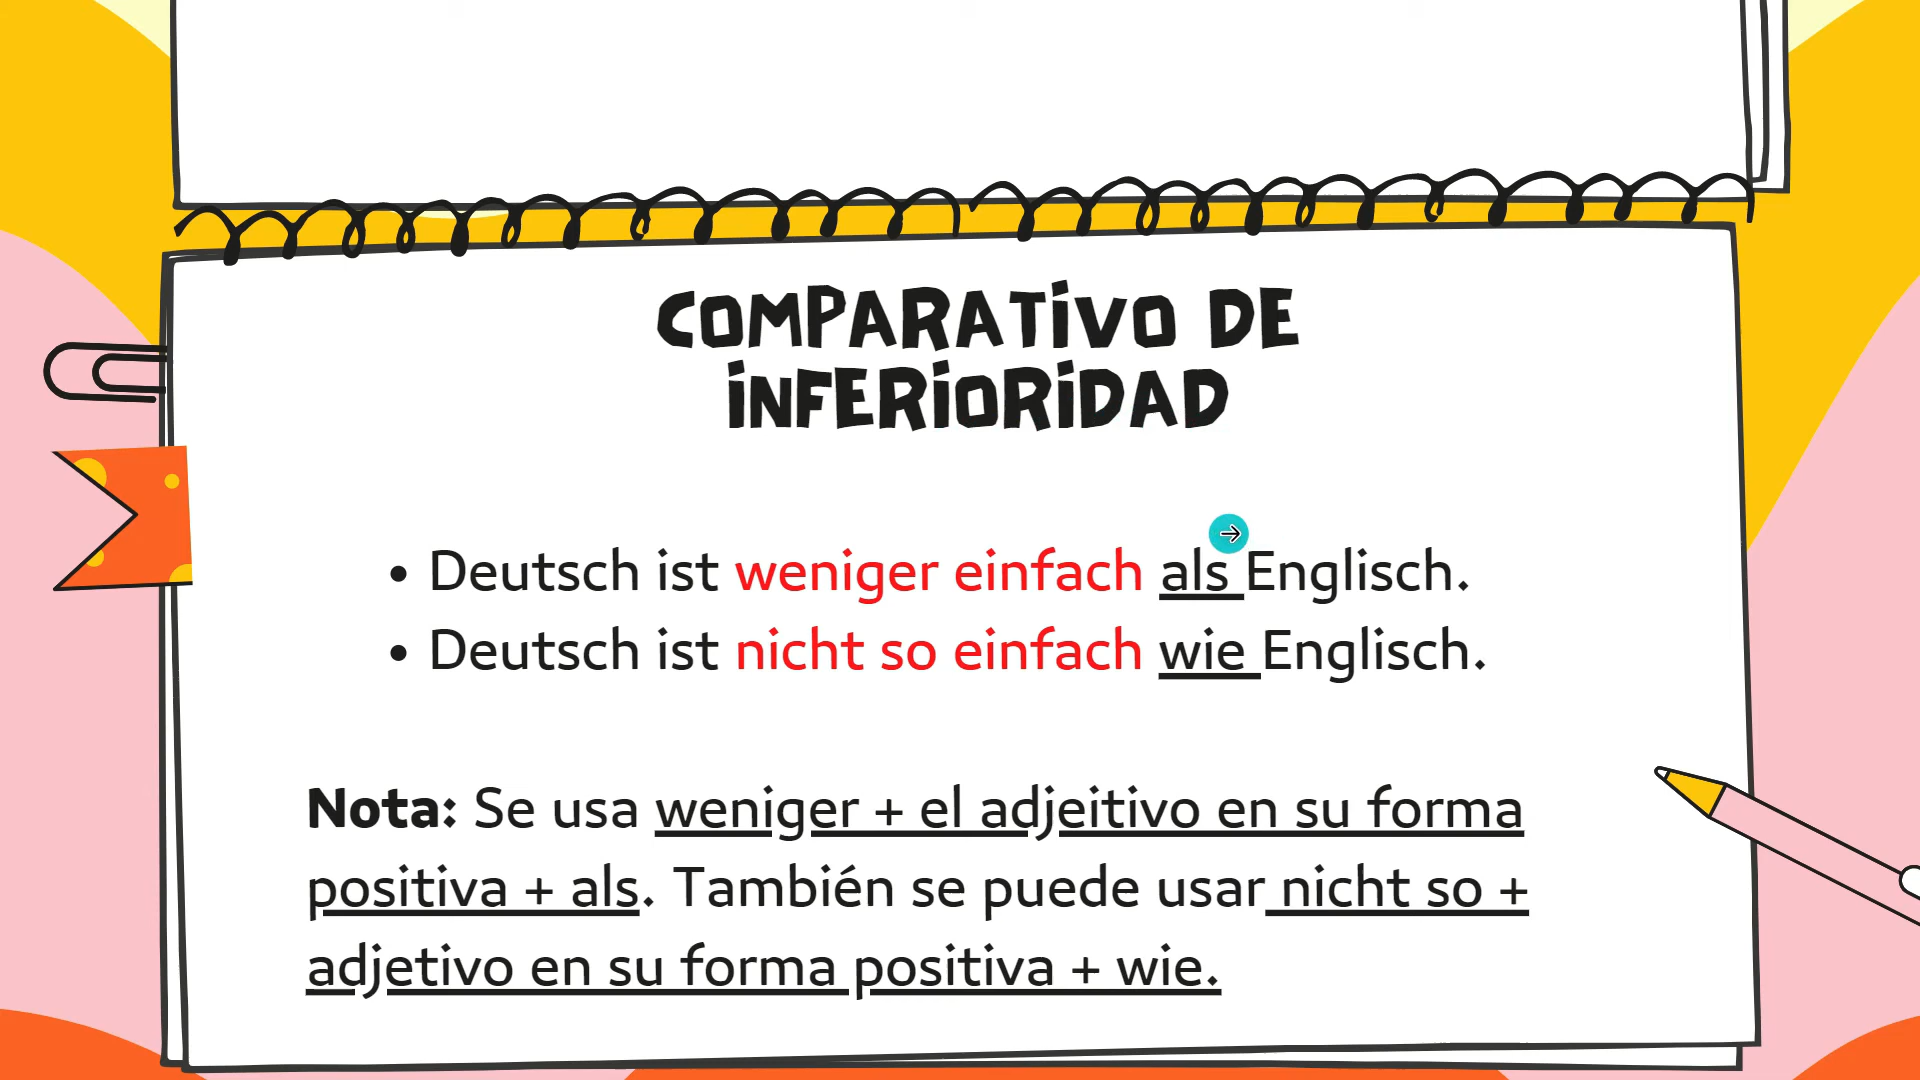 COMPARATIVO DE
INFERIORIDAD
• Deutsch ist weniger einfach als Englisch.
• Deutsch ist nicht so einfach wie Englisch.
Nota: Se usa weniger + el adjeitivo en su forma
positiva + als. También se puede usar nicht so +
adjetivo en su forma positiva + wie.